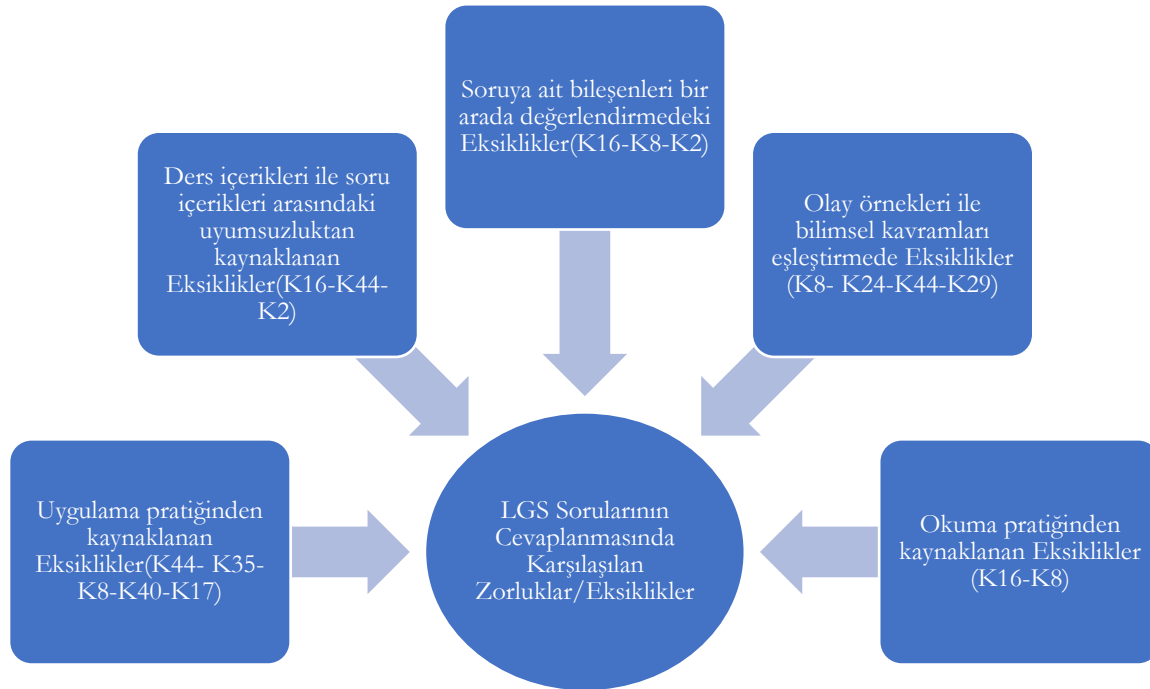 Soruya ait bileşenleri bir
arada değerlendirmedeki
Eksiklikler(K16-K8-K2)
Ders içerikleri ile soru
içerikleri arasındaki
uyumsuzluktan
kaynaklanan
Eksiklikler(K16-K44-
K2)
Olay örnekleri ile
bilimsel kavramları
eşleştirmede Eksiklikler
(K8- K24-K44-K29)
Uygulama pratiğinden
kaynaklanan
Eksiklikler(K44- K35-
K8-K40-K17)
LGS Sorularının
Cevaplanmasında
Karşılaşılan
Zorluklar/Eksiklikler
Okuma pratiğinden
kaynaklanan Eksiklikler
(K16-K8)